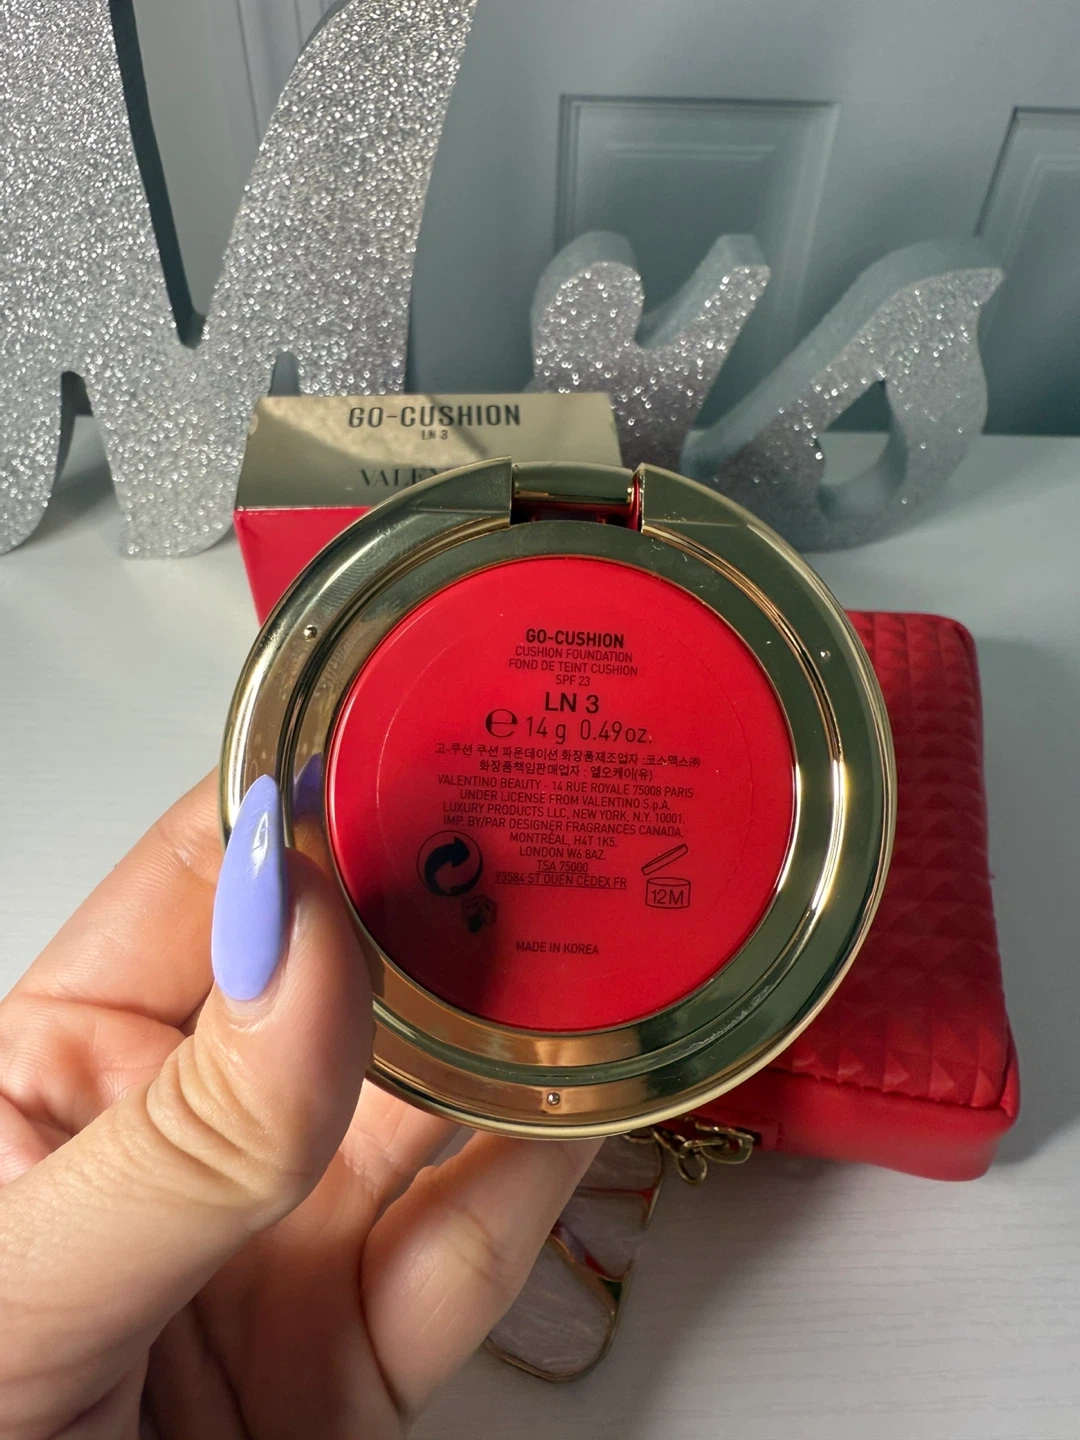 GO-CUSHION
LN 3
GO-CUSHION
CUSHION FOUNDATION
FOND DE TEINT CUSHION
SPF 23
LN 3
℮ 14 g 0.49oz.
고-쿠션 쿠션 파운데이션 화장품제조업자 :코스맥스㈜
화장품책임판매업자 : 엘오케이(유)
VALENTINO BEAUTY - 14 RUE ROYALE 75008 PARIS
UNDER LICENSE FROM VALENTINO S.p.A.
LUXURY PRODUCTS LLC, NEW YORK, N.Y. 10001.
IMP. BY/PAR DESIGNER FRAGRANCES CANADA,
MONTRÉAL, H4T 1K5.
LONDON W6 8AZ.
TSA 75000
93584 ST OUEN CEDEX FR
12M
MADE IN KOREA